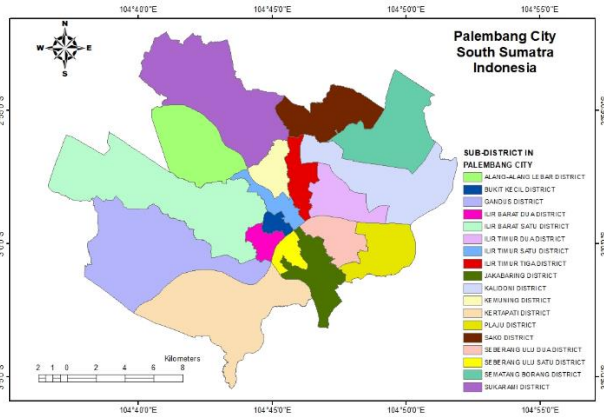 104°40'0"E 104°45'0"E 104°50'0"E 104°55'0"E
N
W E
S
Palembang City
South Sumatra
Indonesia
SUB-DISTRICT IN
PALEMBANG CITY
ALANG-ALANG LEBAR DISTRICT
BUKIT KECIL DISTRICT
GANDUS DISTRICT
ILIR BARAT DUA DISTRICT
ILIR BARAT SATU DISTRICT
ILIR TIMUR DUA DISTRICT
ILIR TIMUR SATU DISTRICT
ILIR TIMUR TIGA DISTRICT
JAKABARING DISTRICT
KALIDONI DISTRICT
KEMUNING DISTRICT
KERTAPATI DISTRICT
PLAJU DISTRICT
SAKO DISTRICT
SEBERANG ULU DUA DISTRICT
SEBERANG ULU SATU DISTRICT
SEMATANG BORANG DISTRICT
SUKARAMI DISTRICT
Kilometers
2 1 0 2 4 6 8
104°40'0"E 104°45'0"E 104°50'0"E 104°55'0"E